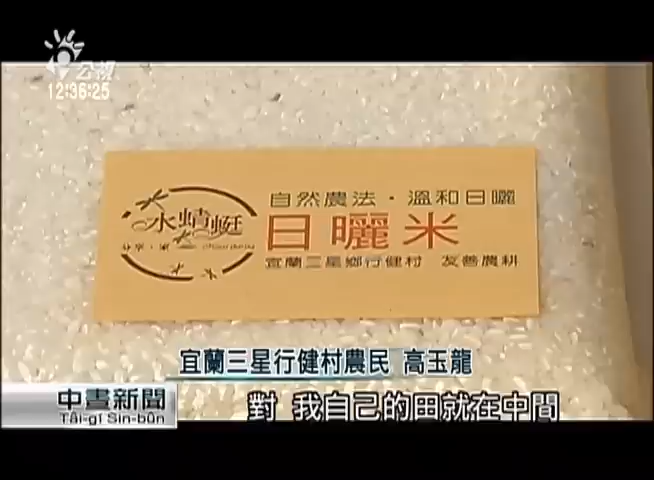 公視
12:36:25
水蜻蜓
自然農法・溫和日曬
日曬米
宜蘭三星鄉行健村 友善農耕
宜蘭三星行健村農民 高玉龍
中晝新聞
Tâi-gí Sin-bûn
對 我自己的田就在中間